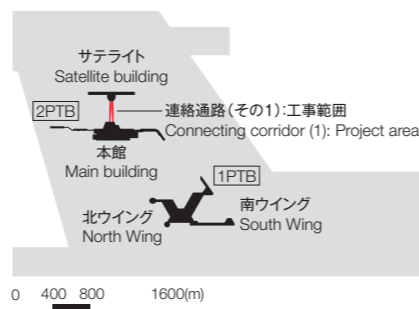 サテライト
Satellite building
2PTB
連絡通路(その1):工事範囲
Connecting corridor (1): Project area
本館
Main building
1PTB
北ウイング
North Wing
南ウイング
South Wing
0 400 800 1600(m)